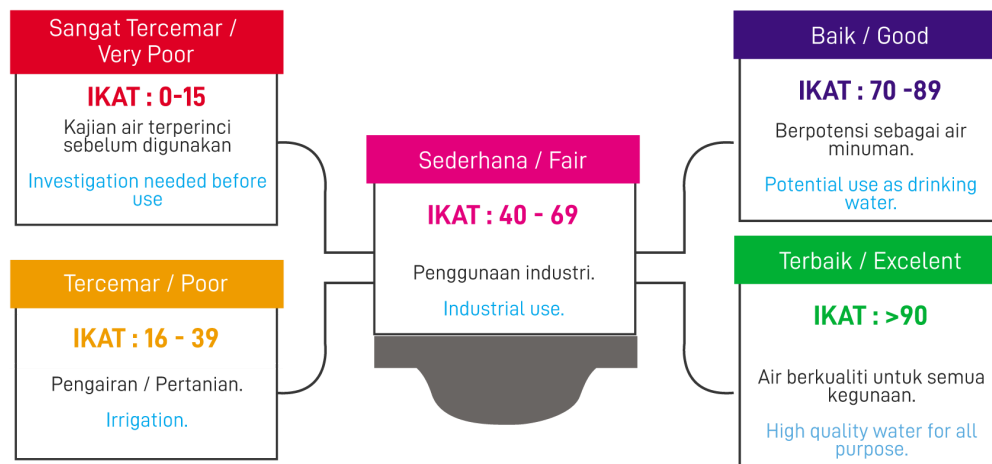 Sangat Tercemar /
Very Poor
IKAT : 0-15
Kajian air terperinci
sebelum digunakan
Investigation needed before
use
Tercemar / Poor
IKAT : 16 - 39
Pengairan / Pertanian.
Irrigation.
Sederhana / Fair
IKAT : 40 - 69
Penggunaan industri.
Industrial use.
Baik / Good
IKAT : 70 -89
Berpotensi sebagai air
minuman.
Potential use as drinking
water.
Terbaik / Excelent
IKAT : >90
Air berkualiti untuk semua
kegunaan.
High quality water for all
purpose.